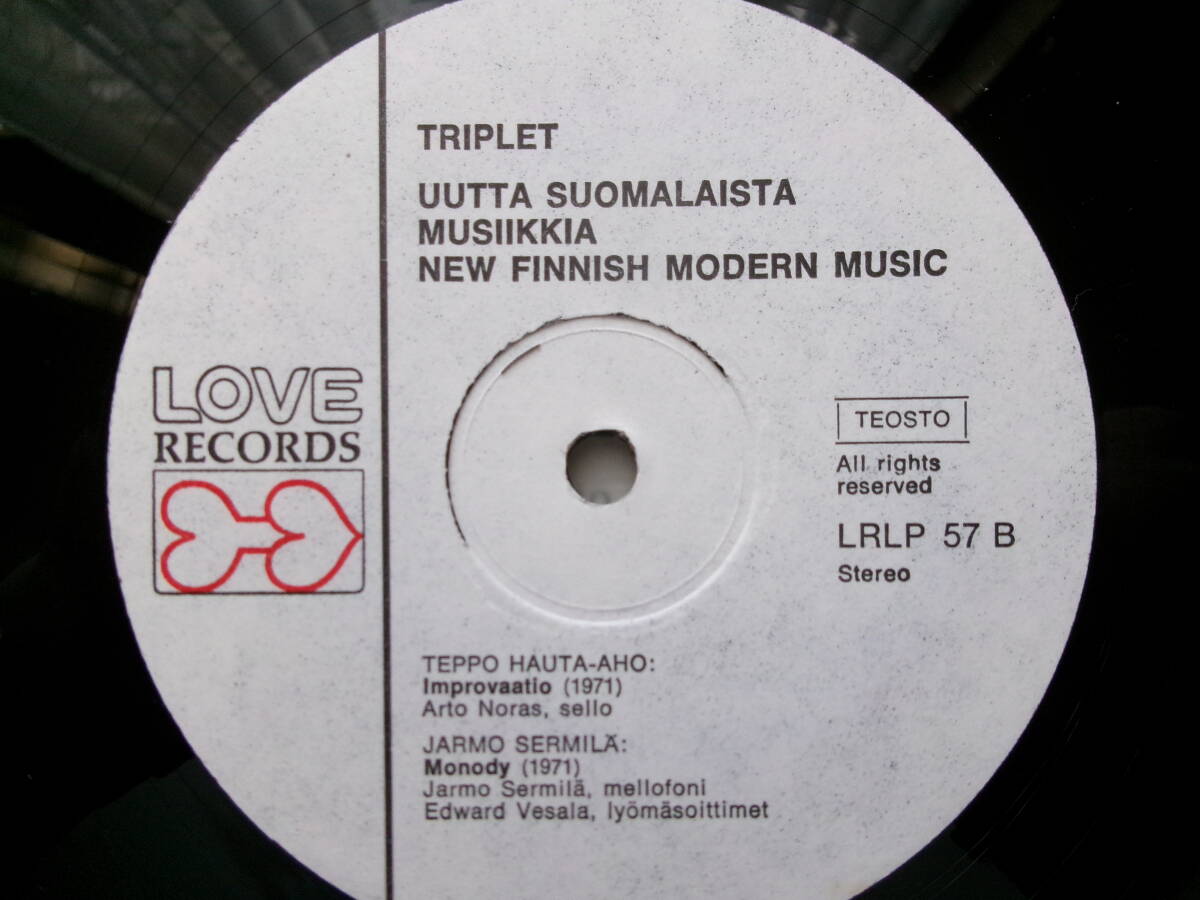 TRIPLET
UUTTA SUOMALAISTA
MUSIIKKIA
NEW FINNISH MODERN MUSIC
LOVE
RECORDS
TEOSTO
All rights
reserved
LRLP 57 B
Stereo
TEPPO HAUTA-AHO:
Improvaatio (1971)
Arto Noras, sello
JARMO SERMILÄ:
Monody (1971)
Jarmo Sermilä, mellofoni
Edward Vesala, lyömäsoittimet